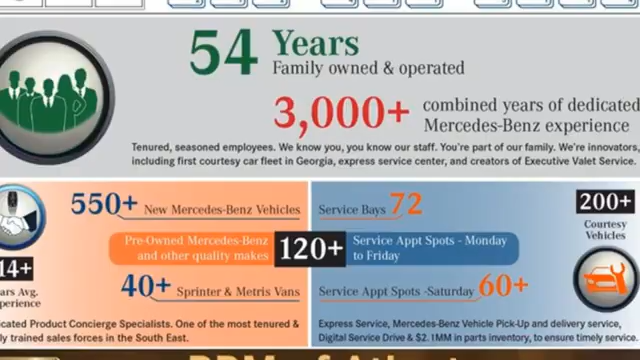 54 Years
Family owned & operated
3,000+ combined years of dedicated
Mercedes-Benz experience
Tenured, seasoned employees. We know you, you know our staff. You're part of our family. We're innovators,
including first courtesy car fleet in Georgia, express service center, and creators of Executive Valet Service.
550+ New Mercedes-Benz Vehicles
Pre-Owned Mercedes-Benz
and other quality makes
120+
40+ Sprinter & Metris Vans
14+
ars Avg.
perience
icated Product Concierge Specialists. One of the most tenured &
ly trained sales forces in the South East.
Service Bays 72
Service Appt Spots - Monday
to Friday
Service Appt Spots -Saturday 60+
200+
Courtesy
Vehicles
Express Service, Mercedes-Benz Vehicle Pick-Up and delivery service,
Digital Service Drive & $2.1MM in parts inventory, to ensure timely service.